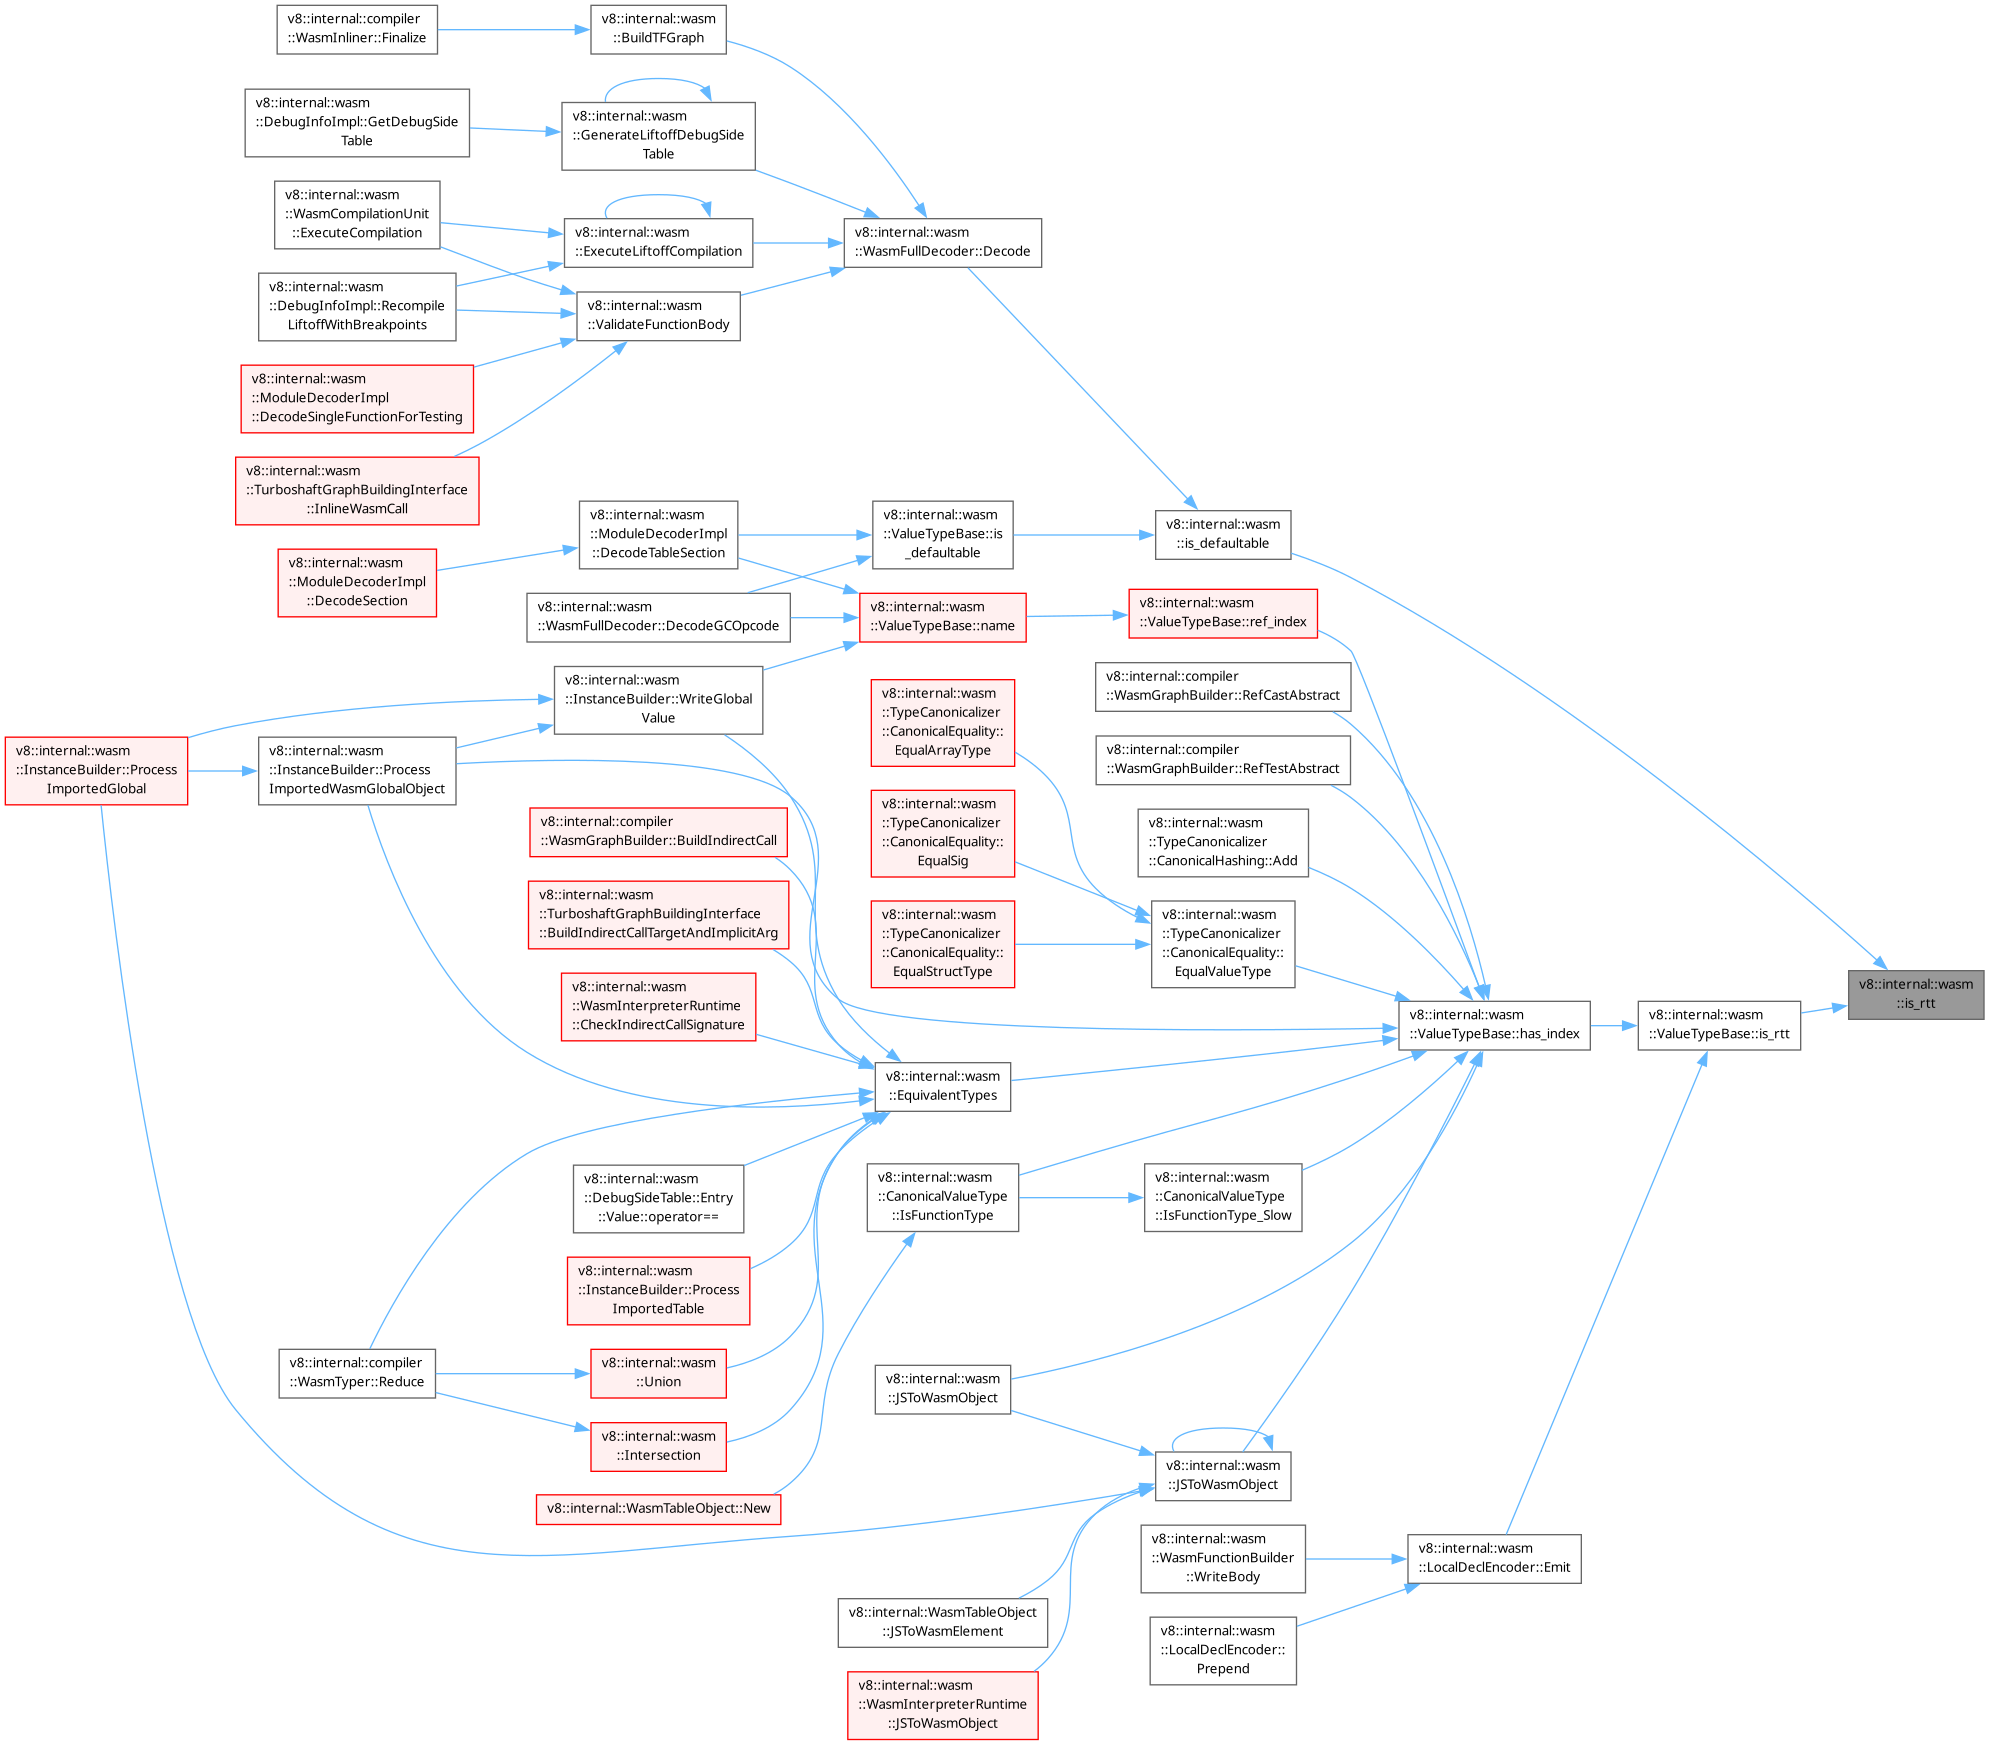 v8::internal::compiler
::WasmInliner::Finalize
v8::internal::wasm
::BuildTFGraph
v8::internal::wasm
::DebugInfoImpl::GetDebugSide
Table
v8::internal::wasm
::GenerateLiftoffDebugSide
Table
v8::internal::wasm
::WasmCompilationUnit
::ExecuteCompilation
v8::internal::wasm
::ExecuteLiftoffCompilation
v8::internal::wasm
::WasmFullDecoder::Decode
v8::internal::wasm
::DebugInfoImpl::Recompile
LiftoffWithBreakpoints
v8::internal::wasm
::ValidateFunctionBody
v8::internal::wasm
::ModuleDecoderImpl
::DecodeSingleFunctionForTesting
v8::internal::wasm
::TurboshaftGraphBuildingInterface
::InlineWasmCall
v8::internal::wasm
::ModuleDecoderImpl
::DecodeTableSection
v8::internal::wasm
::ValueTypeBase::is
_defaultable
v8::internal::wasm
::is_defaultable
v8::internal::wasm
::ModuleDecoderImpl
::DecodeSection
v8::internal::wasm
::WasmFullDecoder::DecodeGCOpcode
v8::internal::wasm
::ValueTypeBase::name
v8::internal::wasm
::ValueTypeBase::ref_index
v8::internal::wasm
::InstanceBuilder::WriteGlobal
Value
v8::internal::compiler
::WasmGraphBuilder::RefCastAbstract
v8::internal::wasm
::TypeCanonicalizer
::CanonicalEquality::
EqualArrayType
v8::internal::wasm
::InstanceBuilder::Process
ImportedGlobal
v8::internal::wasm
::InstanceBuilder::Process
ImportedWasmGlobalObject
v8::internal::compiler
::WasmGraphBuilder::RefTestAbstract
v8::internal::compiler
::WasmGraphBuilder::BuildIndirectCall
v8::internal::wasm
::TypeCanonicalizer
::CanonicalEquality::
EqualSig
v8::internal::wasm
::TypeCanonicalizer
::CanonicalHashing::Add
v8::internal::wasm
::TurboshaftGraphBuildingInterface
::BuildIndirectCallTargetAndImplicitArg
v8::internal::wasm
::TypeCanonicalizer
::CanonicalEquality::
EqualStructType
v8::internal::wasm
::TypeCanonicalizer
::CanonicalEquality::
EqualValueType
v8::internal::wasm
::is_rtt
v8::internal::wasm
::WasmInterpreterRuntime
::CheckIndirectCallSignature
v8::internal::wasm
::ValueTypeBase::has_index
v8::internal::wasm
::ValueTypeBase::is_rtt
v8::internal::wasm
::EquivalentTypes
v8::internal::wasm
::DebugSideTable::Entry
::Value::operator==
v8::internal::wasm
::CanonicalValueType
::IsFunctionType
v8::internal::wasm
::CanonicalValueType
::IsFunctionType_Slow
v8::internal::wasm
::InstanceBuilder::Process
ImportedTable
v8::internal::compiler
::WasmTyper::Reduce
v8::internal::wasm
::Union
v8::internal::wasm
::JSToWasmObject
v8::internal::wasm
::Intersection
v8::internal::wasm
::JSToWasmObject
v8::internal::WasmTableObject::New
v8::internal::wasm
::WasmFunctionBuilder
::WriteBody
v8::internal::wasm
::LocalDeclEncoder::Emit
v8::internal::WasmTableObject
::JSToWasmElement
v8::internal::wasm
::LocalDeclEncoder::
Prepend
v8::internal::wasm
::WasmInterpreterRuntime
::JSToWasmObject